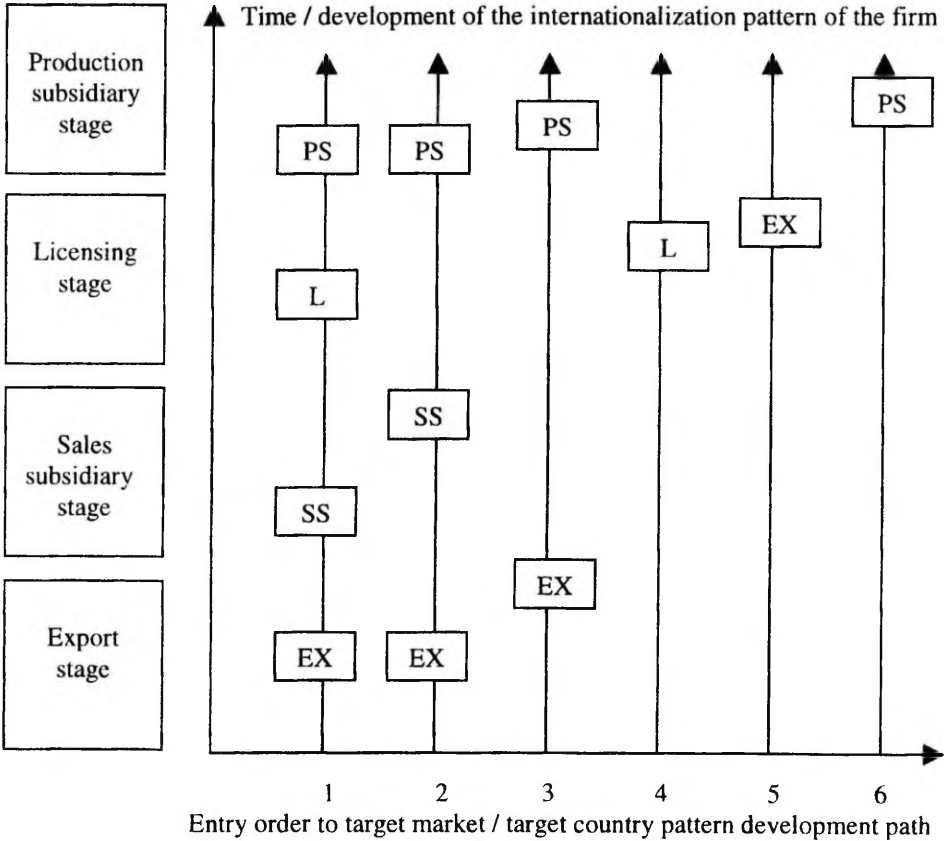 Time / development of the internationalization pattern of the firm
Production
subsidiary
stage
PS
PS
PS
PS
Licensing
stage
L
L
EX
Sales
subsidiary
stage
SS
SS
Export
stage
EX
EX
EX
1 2 3 4 5 6
Entry order to target market / target country pattern development path